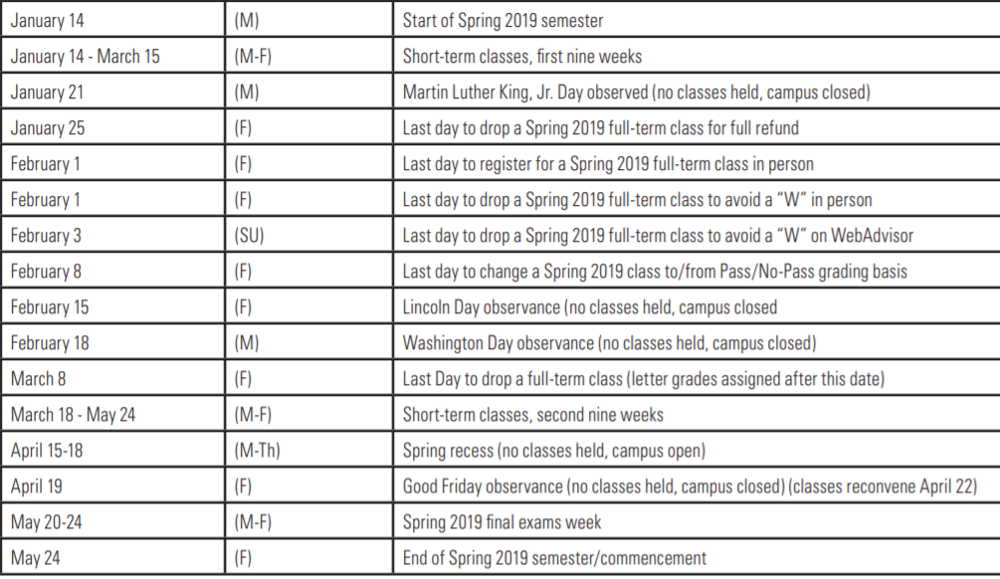 January 14 (M) Start of Spring 2019 semester
January 14 - March 15 (M-F) Short-term classes, first nine weeks
January 21 (M) Martin Luther King, Jr. Day observed (no classes held, campus closed)
January 25 (F) Last day to drop a Spring 2019 full-term class for full refund
February 1 (F) Last day to register for a Spring 2019 full-term class in person
February 1 (F) Last day to drop a Spring 2019 full-term class to avoid a “W” in person
February 3 (SU) Last day to drop a Spring 2019 full-term class to avoid a “W” on WebAdvisor
February 8 (F) Last day to change a Spring 2019 class to/from Pass/No-Pass grading basis
February 15 (F) Lincoln Day observance (no classes held, campus closed
February 18 (M) Washington Day observance (no classes held, campus closed)
March 8 (F) Last Day to drop a full-term class (letter grades assigned after this date)
March 18 - May 24 (M-F) Short-term classes, second nine weeks
April 15-18 (M-Th) Spring recess (no classes held, campus open)
April 19 (F) Good Friday observance (no classes held, campus closed) (classes reconvene April 22)
May 20-24 (M-F) Spring 2019 final exams week
May 24 (F) End of Spring 2019 semester/commencement